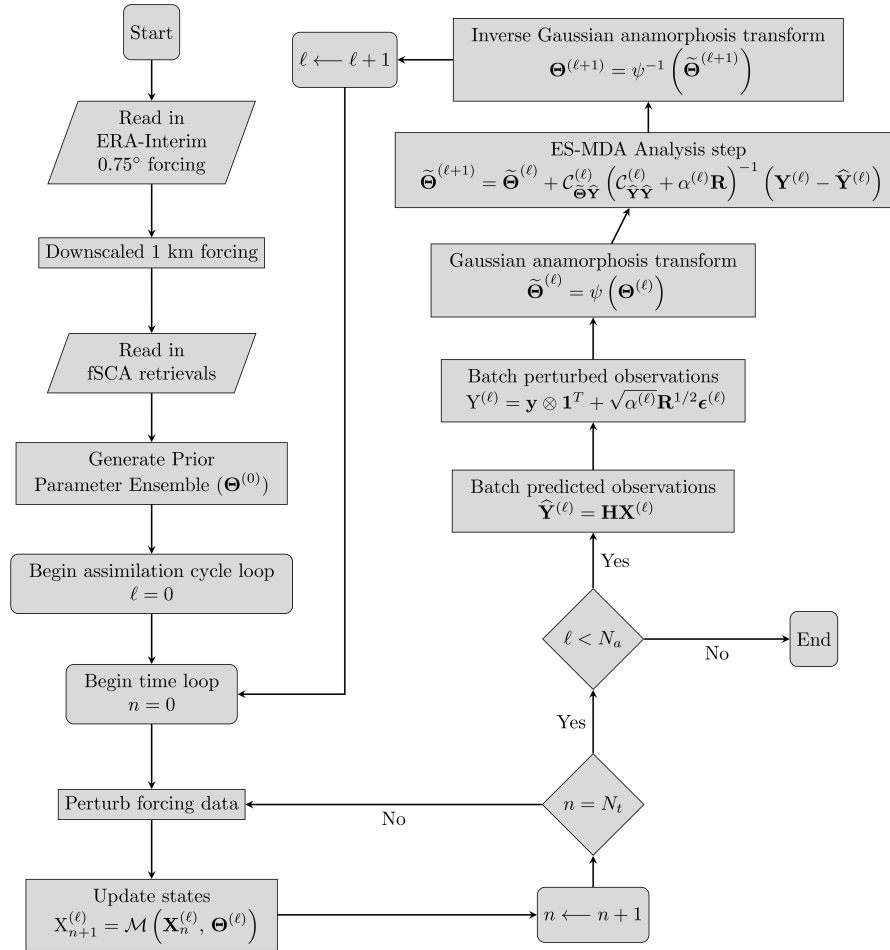 Start
Read in
ERA-Interim
0.75° forcing
Downscaled 1 km forcing
Read in
fSCA retrievals
Generate Prior
Parameter Ensemble (𝚯⁽⁰⁾)
Begin assimilation cycle loop
ℓ = 0
Begin time loop
n = 0
Perturb forcing data
Update states
X_{n+1}^{(ℓ)} = ℳ (𝐗_n^{(ℓ)}, 𝚯^{(ℓ)})
n ⟵ n + 1
n = N_t
No
Yes
ℓ < N_a
No
End
Yes
Batch predicted observations
𝐘̂^{(ℓ)} = 𝐇𝐗^{(ℓ)}
Batch perturbed observations
Y^{(ℓ)} = 𝐲 ⊗ 𝟏^T + √α^{(ℓ)} 𝐑^{1/2} 𝛜^{(ℓ)}
Gaussian anamorphosis transform
𝚯̃^{(ℓ)} = ψ (𝚯^{(ℓ)})
ES-MDA Analysis step
𝚯̃^{(ℓ+1)} = 𝚯̃^{(ℓ)} + 𝒞_{𝚯̃𝐘̂}^{(ℓ)} (𝒞_{𝐘̂𝐘̂}^{(ℓ)} + α^{(ℓ)}𝐑)^{−1} (𝐘^{(ℓ)} − 𝐘̂^{(ℓ)})
Inverse Gaussian anamorphosis transform
𝚯^{(ℓ+1)} = ψ^{−1} (𝚯̃^{(ℓ+1)})
ℓ ⟵ ℓ + 1